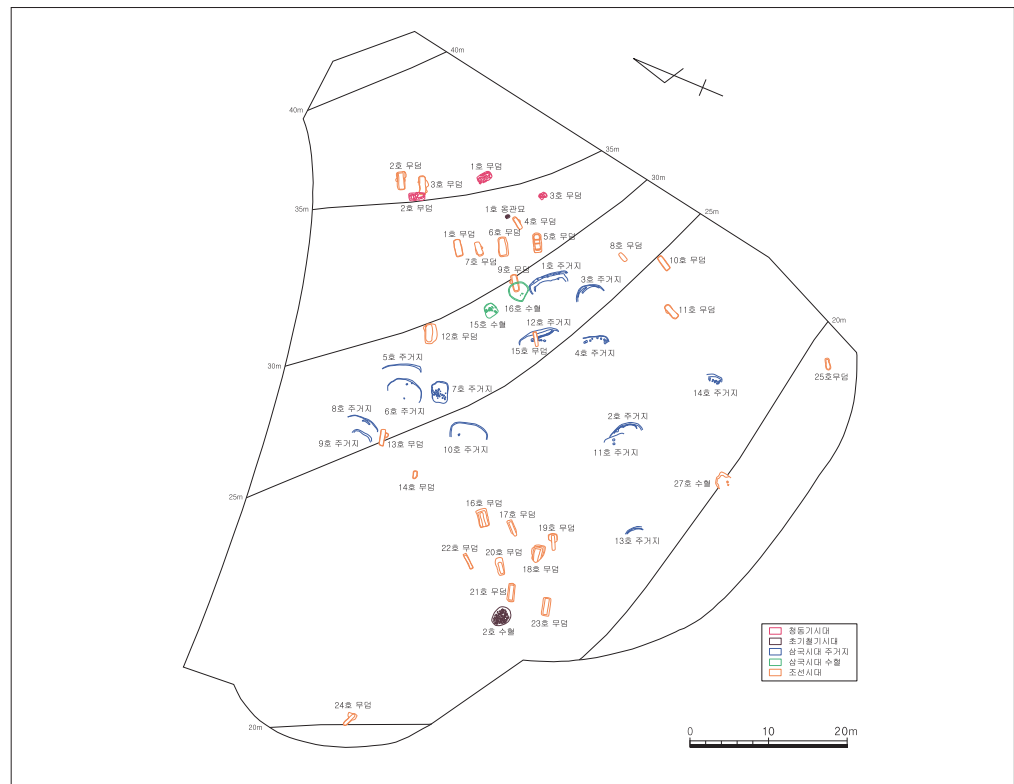 40m
40m
35m
2호 무덤
1호 무덤
3호 무덤
30m
3호 무덤
35m
2호 무덤
1호 옹관묘
25m
4호 무덤
1호 무덤
6호 무덤
5호 무덤
7호 무덤
8호 무덤
10호 무덤
9호 무덤
1호 주거지
3호 주거지
16호 수혈
11호 무덤
15호 수혈
12호 주거지
20m
12호 무덤
15호 무덤
4호 주거지
5호 주거지
30m
25호무덤
6호 주거지
7호 주거지
14호 주거지
8호 주거지
2호 주거지
9호 주거지
13호 무덤
10호 주거지
11호 주거지
14호 무덤
27호 수혈
25m
16호 무덤
17호 무덤
19호 무덤
13호 주거지
22호 무덤
20호 무덤
18호 무덤
21호 무덤
23호 무덤
2호 수혈
청동기시대
초기철기시대
삼국시대 주거지
삼국시대 수혈
조선시대
24호 무덤
20m
0
10
20m